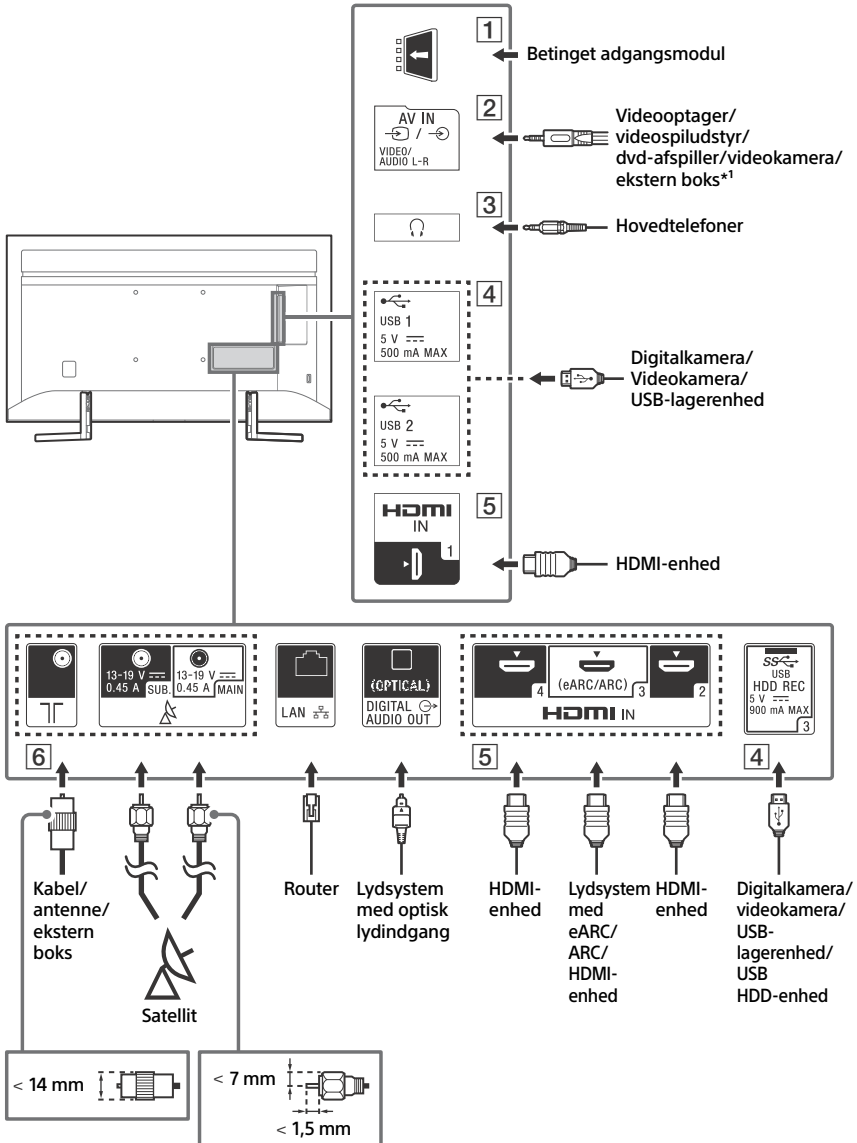 1
Betinget adgangsmodul
2
AV IN
/
VIDEO/
AUDIO L-R
Videooptager/
videospiludstyr/
dvd-afspiller/videokamera/
ekstern boks*1
3
Hovedtelefoner
4
USB 1
5 V
500 mA MAX
USB 2
5 V
500 mA MAX
Digitalkamera/
Videokamera/
USB-lagerenhed
5
HDMI
IN
1
HDMI-enhed
13-19 V
0.45 A SUB.
13-19 V
0.45 A MAIN
LAN
(OPTICAL)
DIGITAL
AUDIO OUT
4
(eARC/ARC) 3
2
HDMI IN
SS
USB
HDD REC
5 V
900 mA MAX
3
6
5
4
Kabel/
antenne/
ekstern
boks
Satellit
Router
Lydsystem
med optisk
lydindgang
HDMI-
enhed
Lydsystem
med
eARC/
ARC/
HDMI-
enhed
HDMI-
enhed
Digitalkamera/
videokamera/
USB-
lagerenhed/
USB
HDD-enhed
< 14 mm
< 7 mm
< 1,5 mm